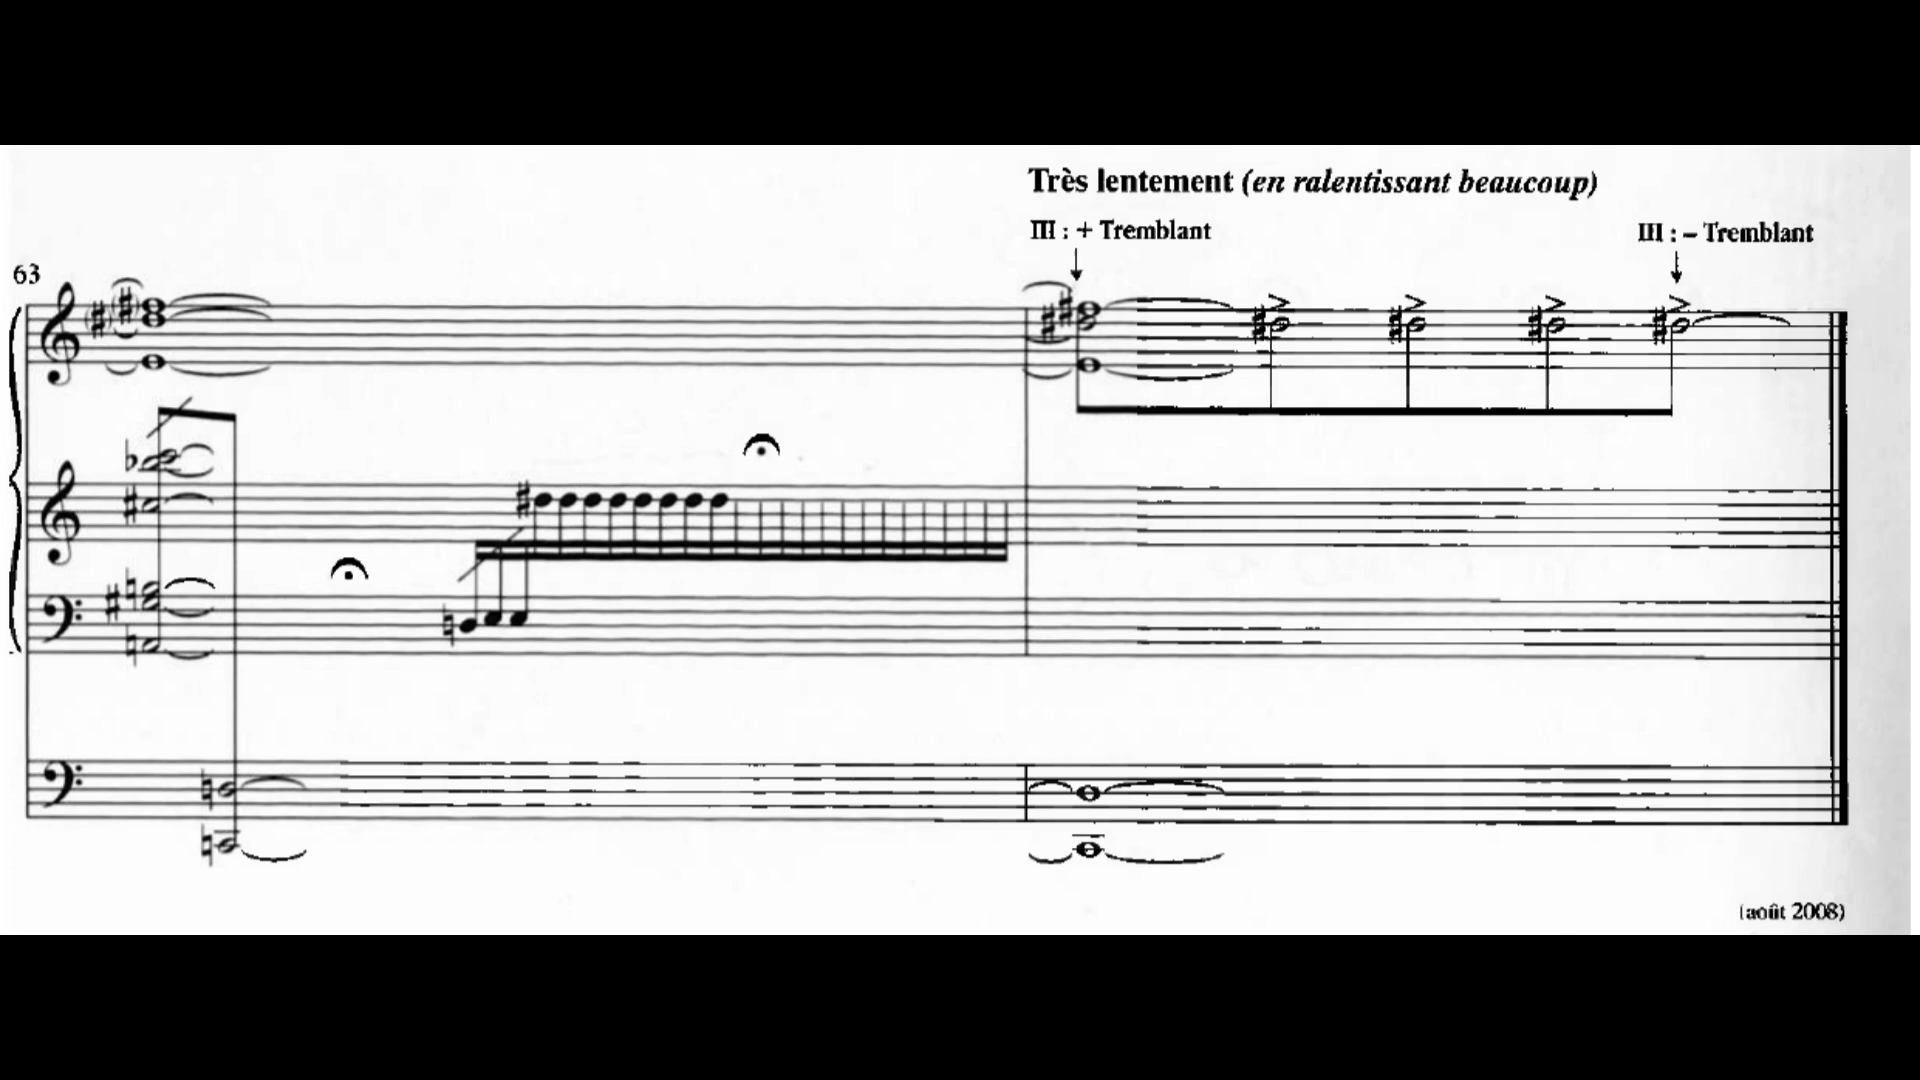 Très lentement (en ralentissant beaucoup)
III : + Tremblant
III : – Tremblant
63
(août 2008)